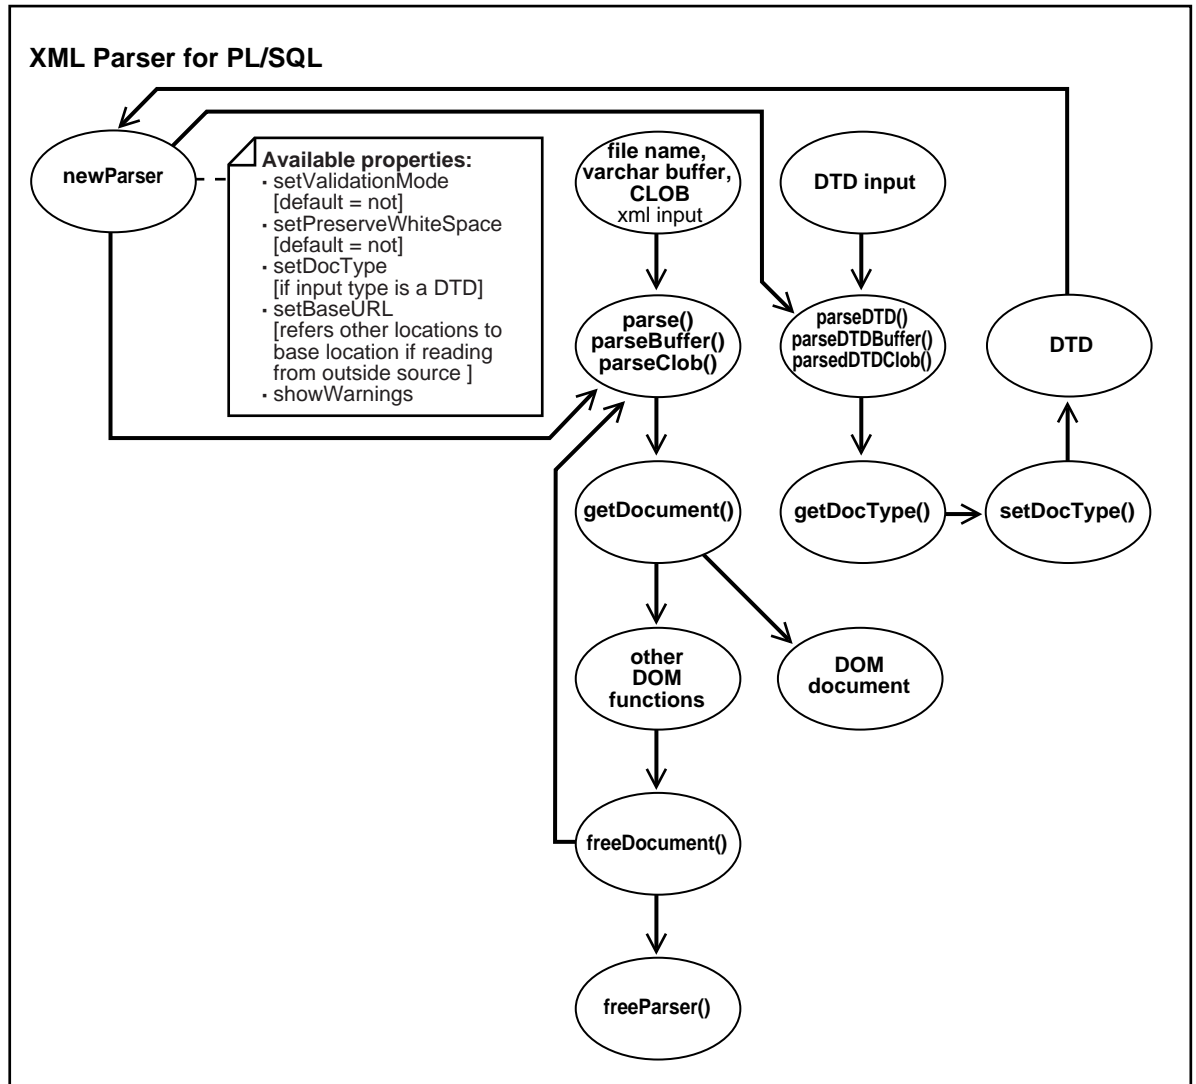 XML Parser for PL/SQL
newParser
Available properties:
· setValidationMode
[default = not]
· setPreserveWhiteSpace
[default = not]
· setDocType
[if input type is a DTD]
· setBaseURL
[refers other locations to
base location if reading
from outside source ]
· showWarnings
file name,
varchar buffer,
CLOB
xml input
DTD input
parse()
parseBuffer()
parseClob()
parseDTD()
parseDTDBuffer()
parsedDTDClob()
DTD
getDocument()
getDocType()
setDocType()
other
DOM
functions
DOM
document
freeDocument()
freeParser()